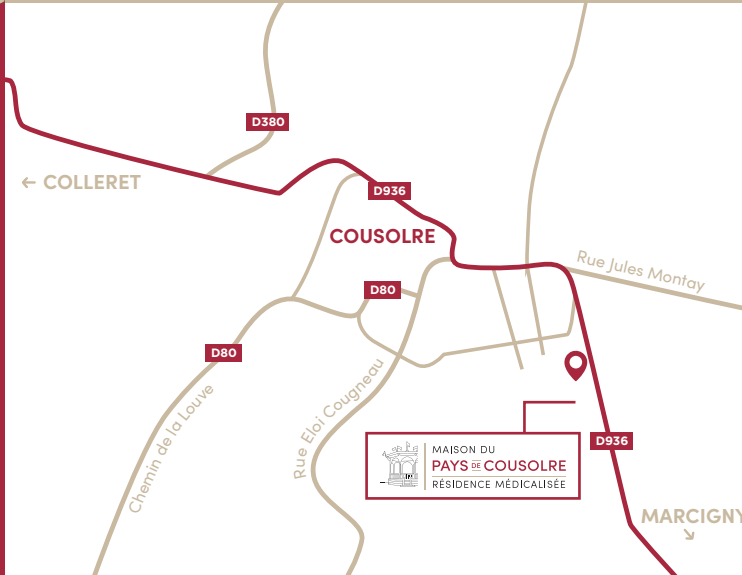 D380
← COLLERET
D936
COUSOLRE
Rue Jules Montay
D80
D80
Chemin de la Louve
Rue Eloi Cougneau
D936
MAISON DU
PAYS DE COUSOLRE
RÉSIDENCE MÉDICALISÉE
MARCIGNY
↘